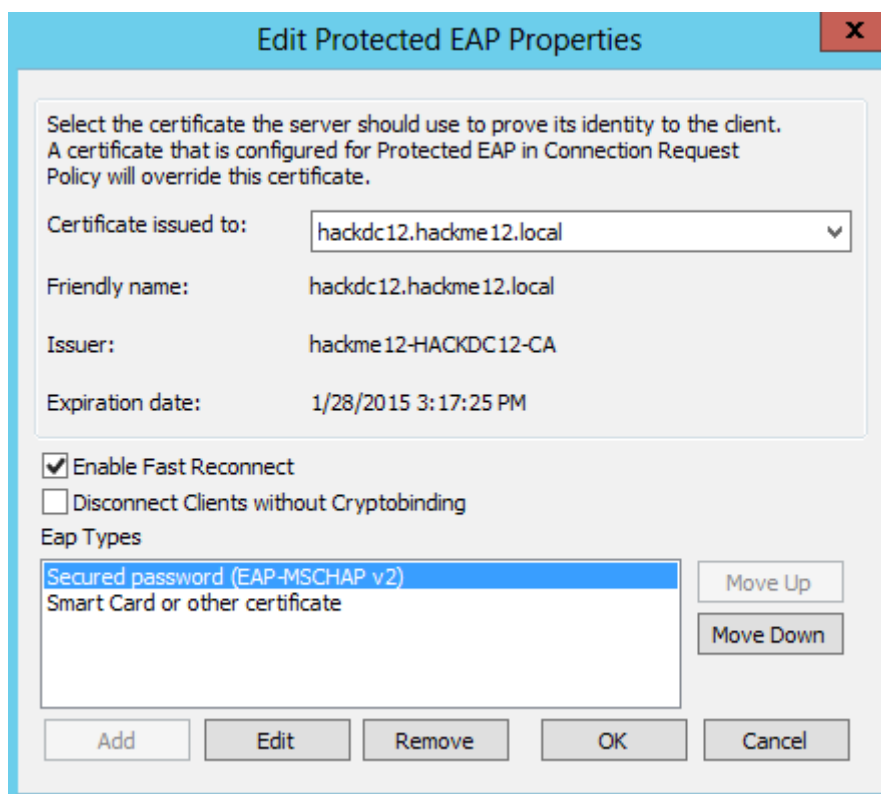 Edit Protected EAP Properties
x
Select the certificate the server should use to prove its identity to the client.
A certificate that is configured for Protected EAP in Connection Request
Policy will override this certificate.
Certificate issued to: hackdc12.hackme12.local
Friendly name: hackdc12.hackme12.local
Issuer: hackme12-HACKDC12-CA
Expiration date: 1/28/2015 3:17:25 PM
Enable Fast Reconnect
Disconnect Clients without Cryptobinding
Eap Types
Secured password (EAP-MSCHAP v2)
Move Up
Smart Card or other certificate
Move Down
Add Edit Remove OK Cancel